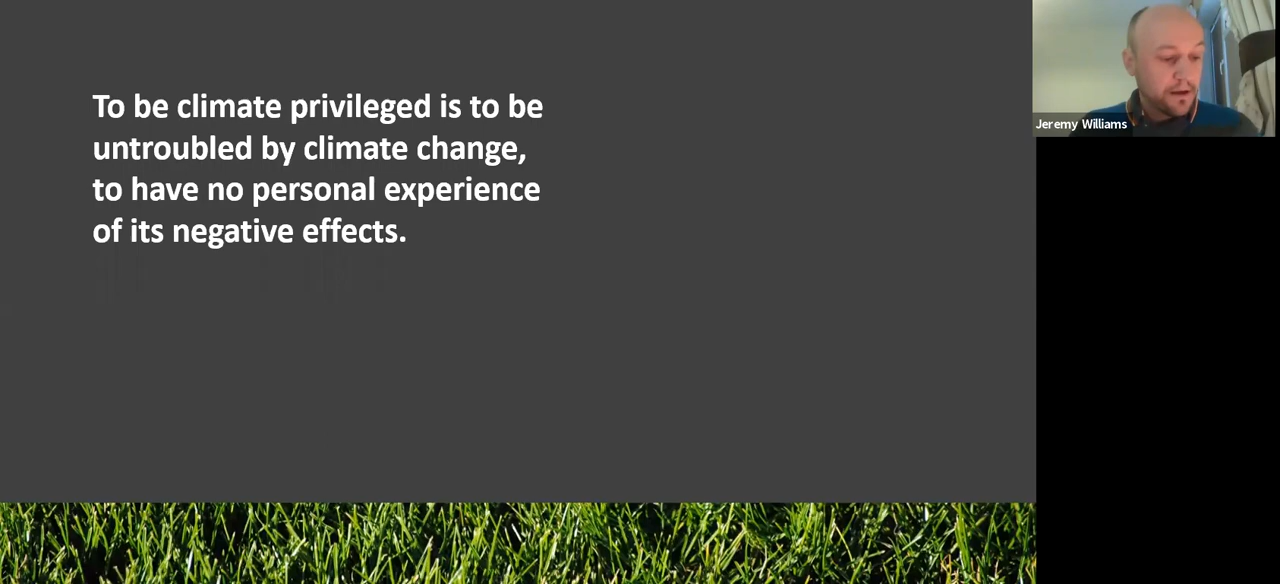 To be climate privileged is to be
untroubled by climate change,
to have no personal experience
of its negative effects.
Jeremy Williams